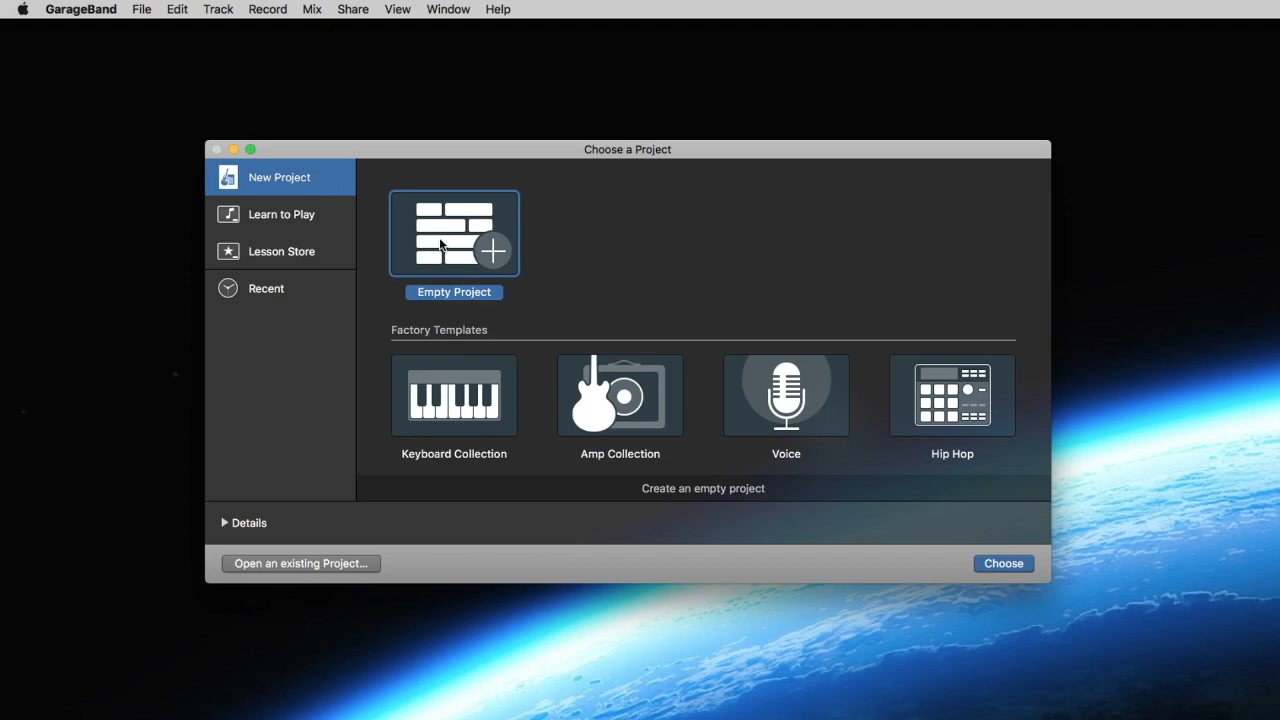 GarageBand File Edit Track Record Mix Share View Window Help
Choose a Project
New Project
Learn to Play
Lesson Store
Recent
Empty Project
Factory Templates
Keyboard Collection Amp Collection Voice Hip Hop
Create an empty project
Details
Open an existing Project... Choose